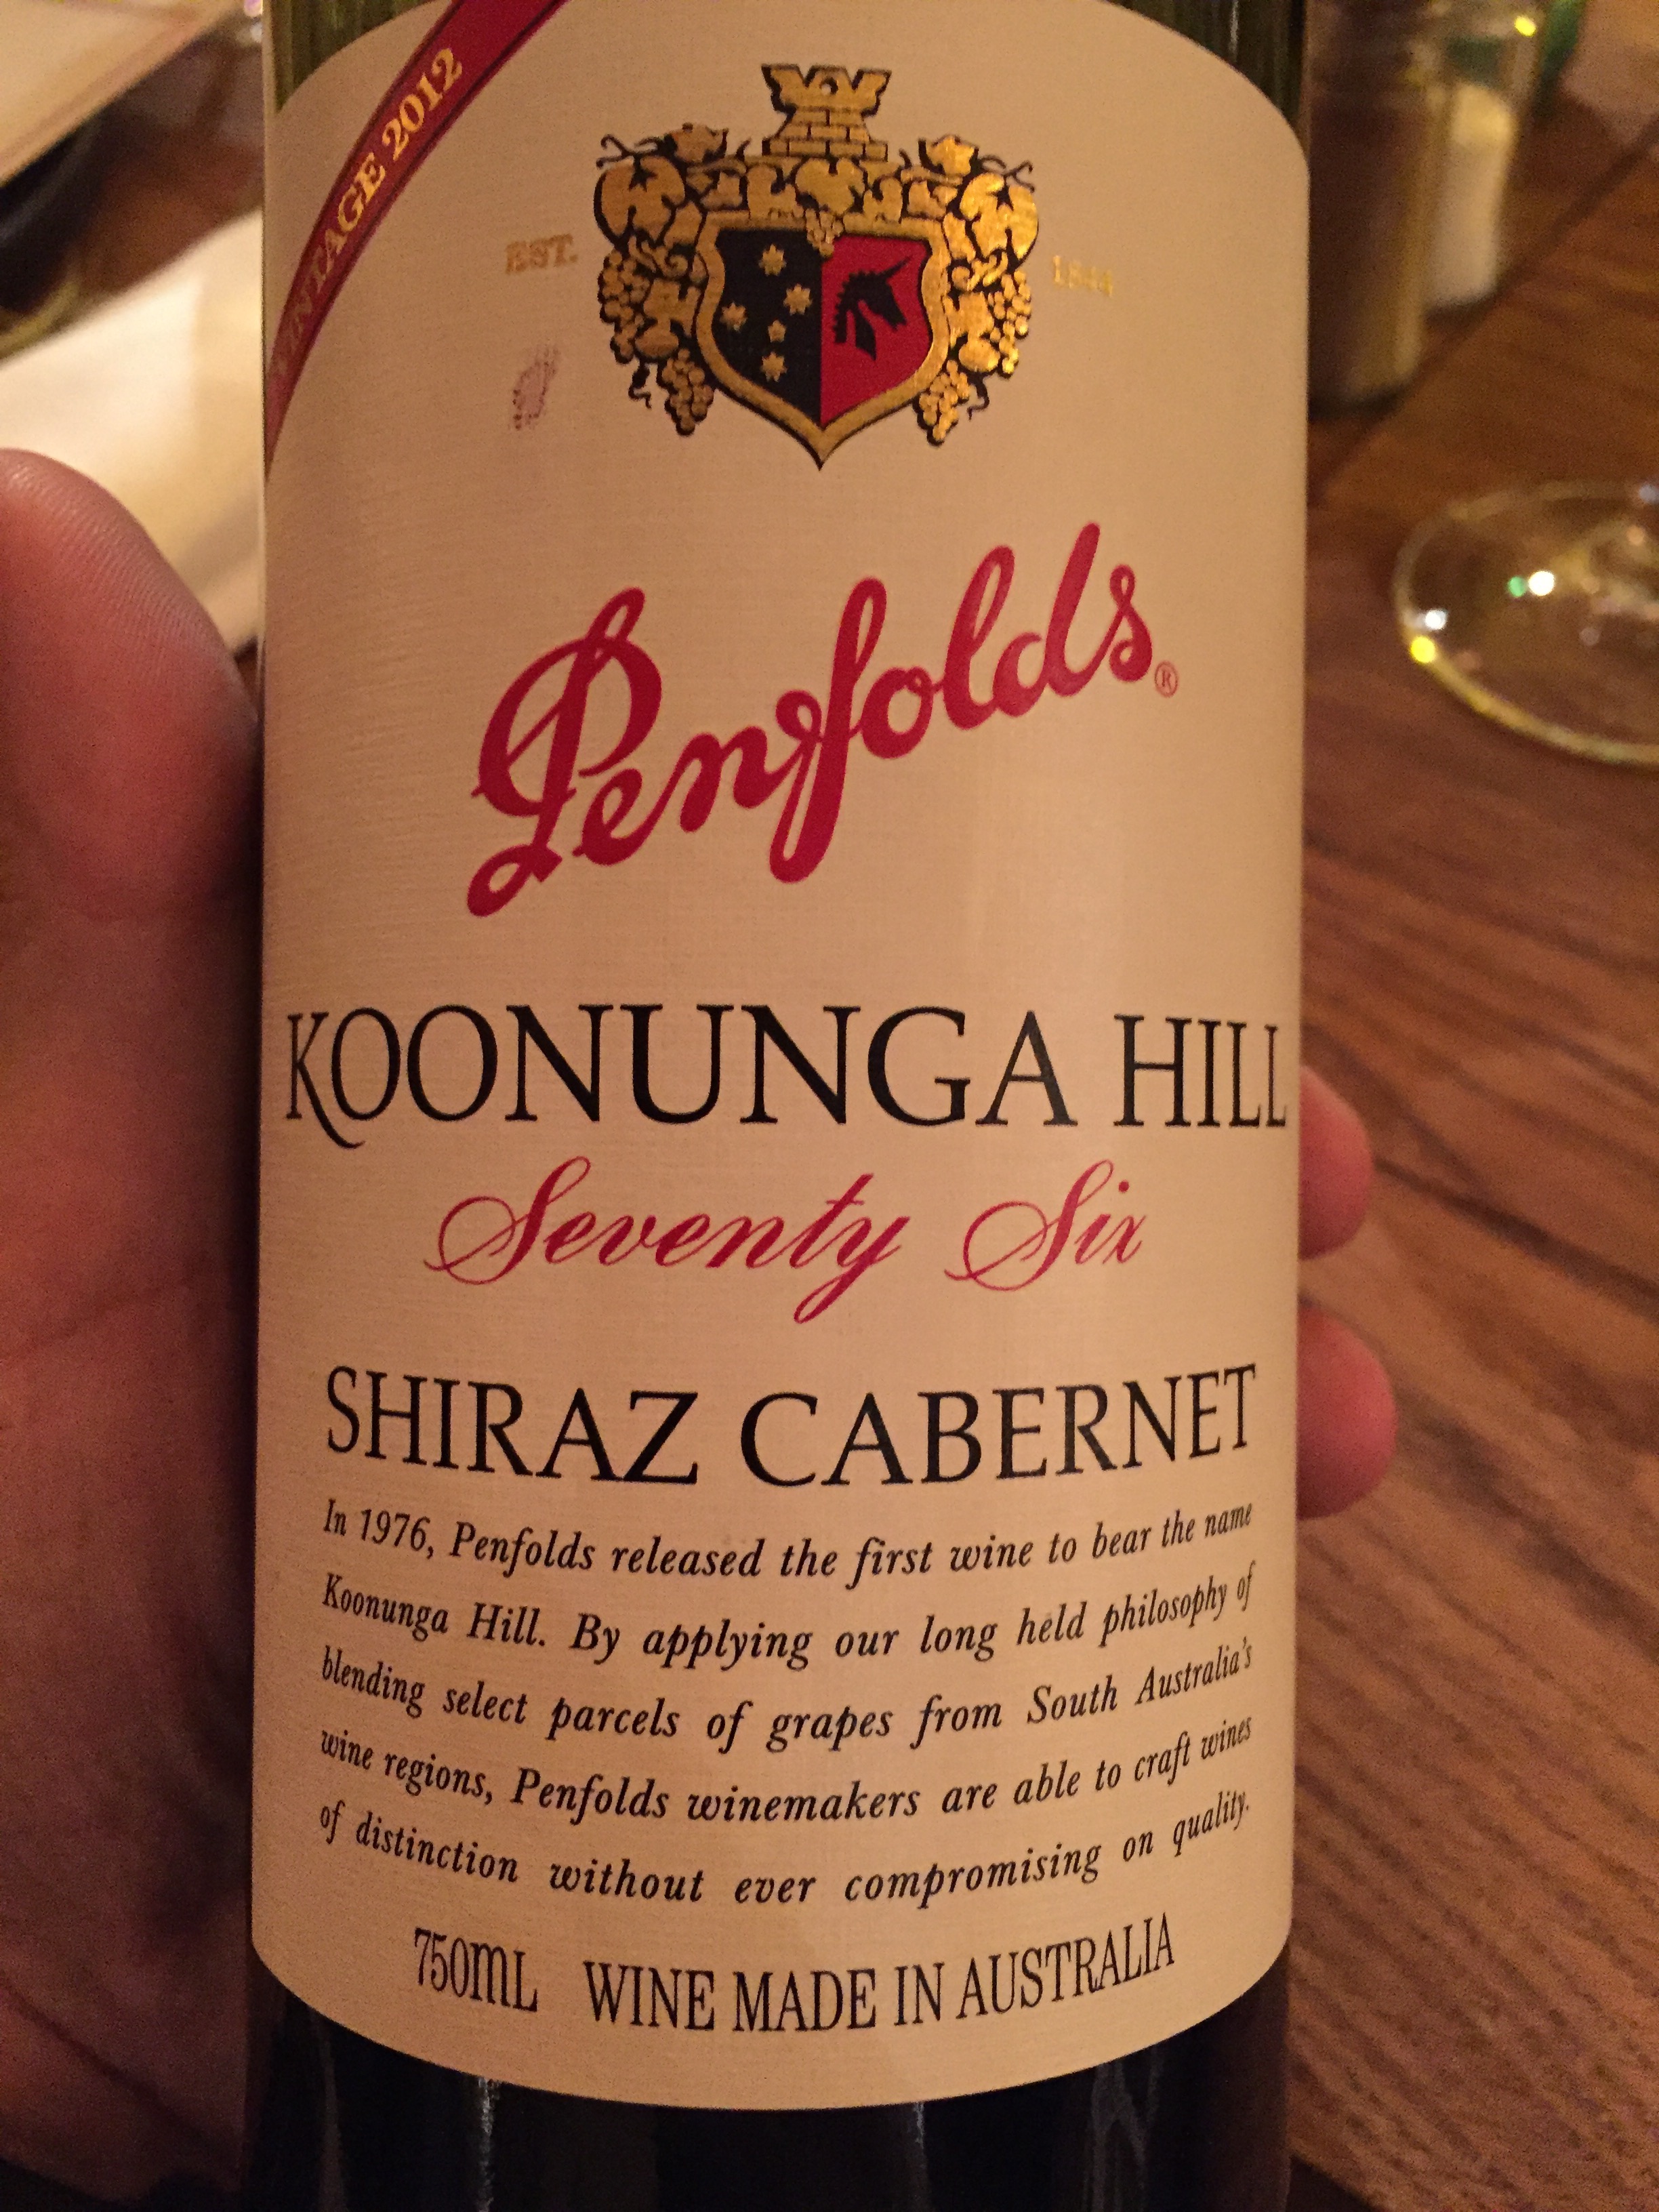 VINTAGE 2012
EST. 1844
Penfolds®
KOONUNGA HILL
Seventy Six
SHIRAZ CABERNET
In 1976, Penfolds released the first wine to bear the name
Koonunga Hill. By applying our long held philosophy of
blending select parcels of grapes from South Australia's
wine regions, Penfolds winemakers are able to craft wines
of distinction without ever compromising on quality.
750mL WINE MADE IN AUSTRALIA